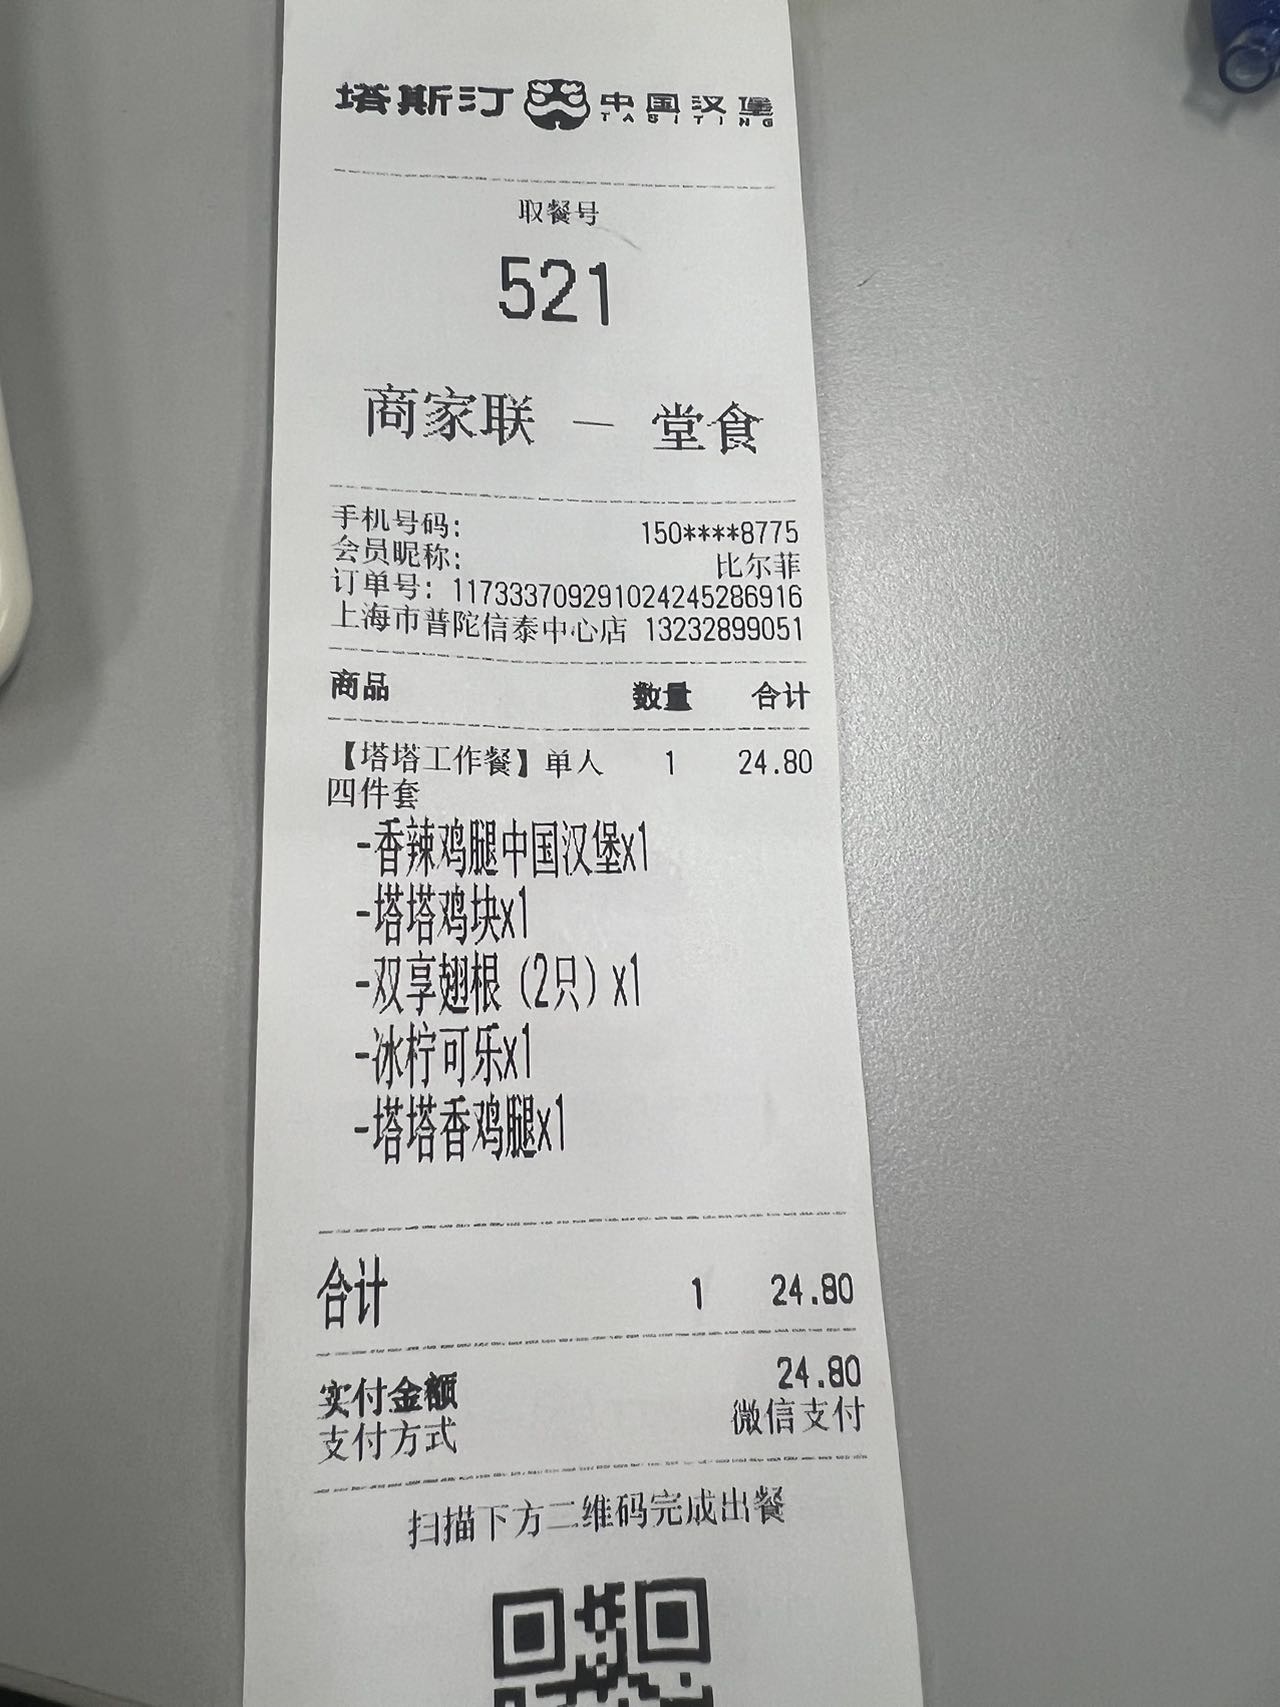 塔斯汀 中国汉堡
TASITING
取餐号
521
商家联 — 堂食
手机号码： 150****8775
会员昵称： 比尔菲
订单号：1173337092910242452​86916
上海市普陀信泰中心店 13232899051
商品 数量 合计
【塔塔工作餐】单人 1 24.80
四件套
-香辣鸡腿中国汉堡x1
-塔塔鸡块x1
-双享翅根（2只）x1
-冰柠可乐x1
-塔塔香鸡腿x1
合计 1 24.80
实付金额 24.80
支付方式 微信支付
扫描下方二维码完成出餐